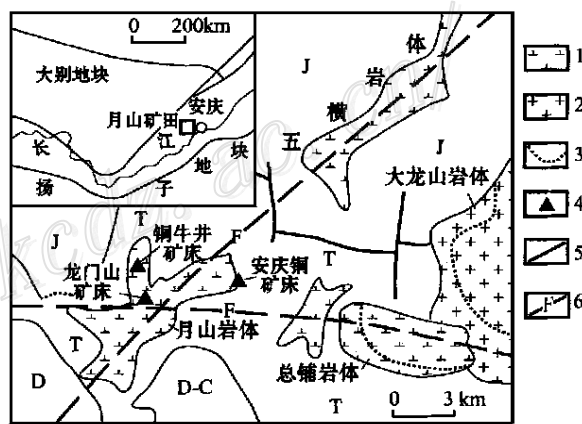 0 200km
大别地块
安庆
月山矿田
长 江
扬 子 地 块
J
五 横 岩 体
J
大龙山岩体
T
F
铜牛井
矿床
J
龙门山
矿床
安庆铜
矿床
T
F
月山岩体
T
D
D-C
总铺岩体
T
0 3 km
1
2
3
4
5
F 6
kcdz.ac.cn